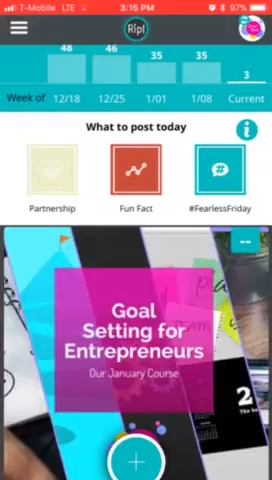 T-Mobile LTE 3:15 PM 97%
Ripl
48 46 35 35 3
Week of 12/18 12/25 1/01 1/08 Current
What to post today
Partnership Fun Fact #FearlessFriday
--
Goal
Setting for
Entrepreneurs
Our January Course
2